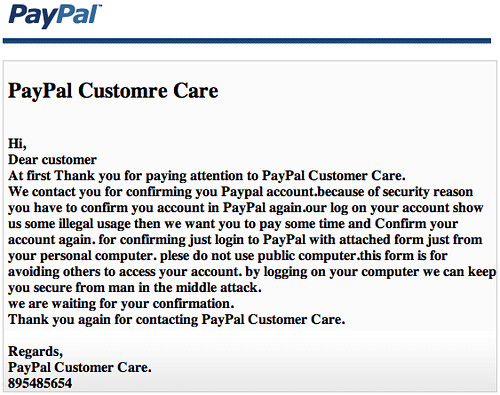 PayPal™
PayPal Customre Care
Hi,
Dear customer
At first Thank you for paying attention to PayPal Customer Care.
We contact you for confirming you Paypal account.because of security reason
you have to confirm you account in PayPal again.our log on your account show
us some illegal usage then we want you to pay some time and Confirm your
account again. for confirming just login to PayPal with attached form just from
your personal computer. plese do not use public computer.this form is for
avoiding others to access your account. by logging on your computer we can keep
you secure from man in the middle attack.
we are waiting for your confirmation.
Thank you again for contacting PayPal Customer Care.
Regards,
PayPal Customer Care.
895485654